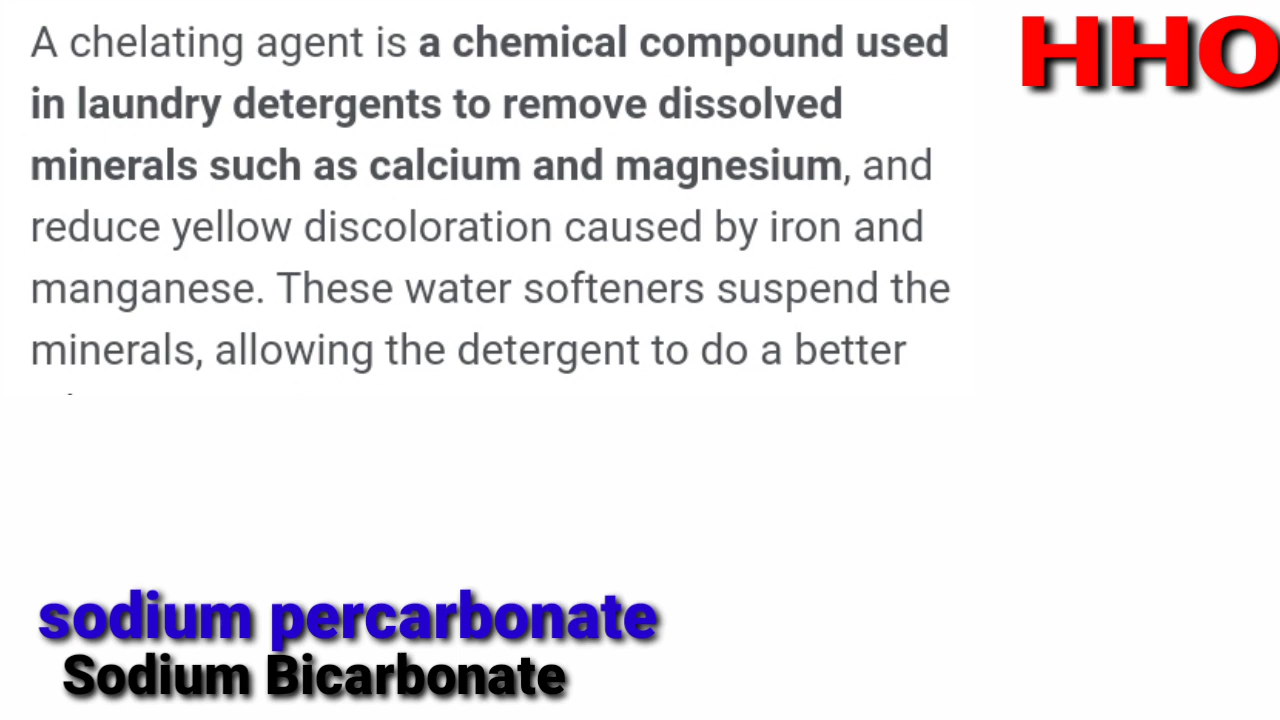 A chelating agent is a chemical compound used
in laundry detergents to remove dissolved
minerals such as calcium and magnesium, and
reduce yellow discoloration caused by iron and
manganese. These water softeners suspend the
minerals, allowing the detergent to do a better
HHO
sodium percarbonate
Sodium Bicarbonate